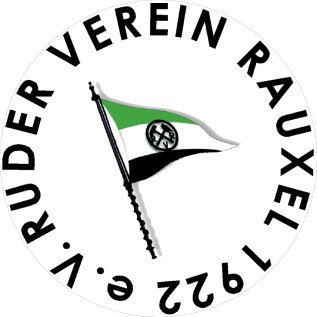 RUDER VEREIN RAUXEL 1922 e.V.